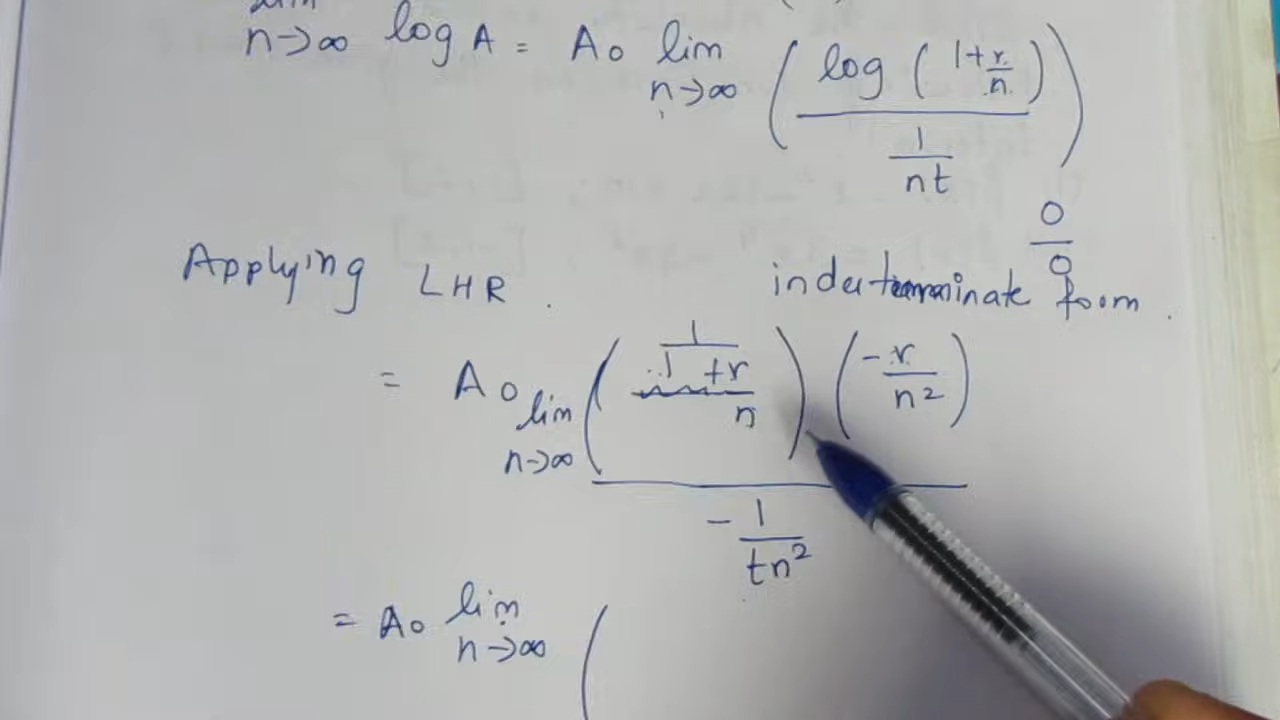 lim
n→∞ log A = A₀ lim n→∞ ( log ( 1 + r/n ) / 1/nt )
0/0
Applying LHR . indeterminate form .
= A₀ lim n→∞ ( 1 / 1 + r/n ) ( -r/n² ) / - 1/tn²
= A₀ lim n→∞ (